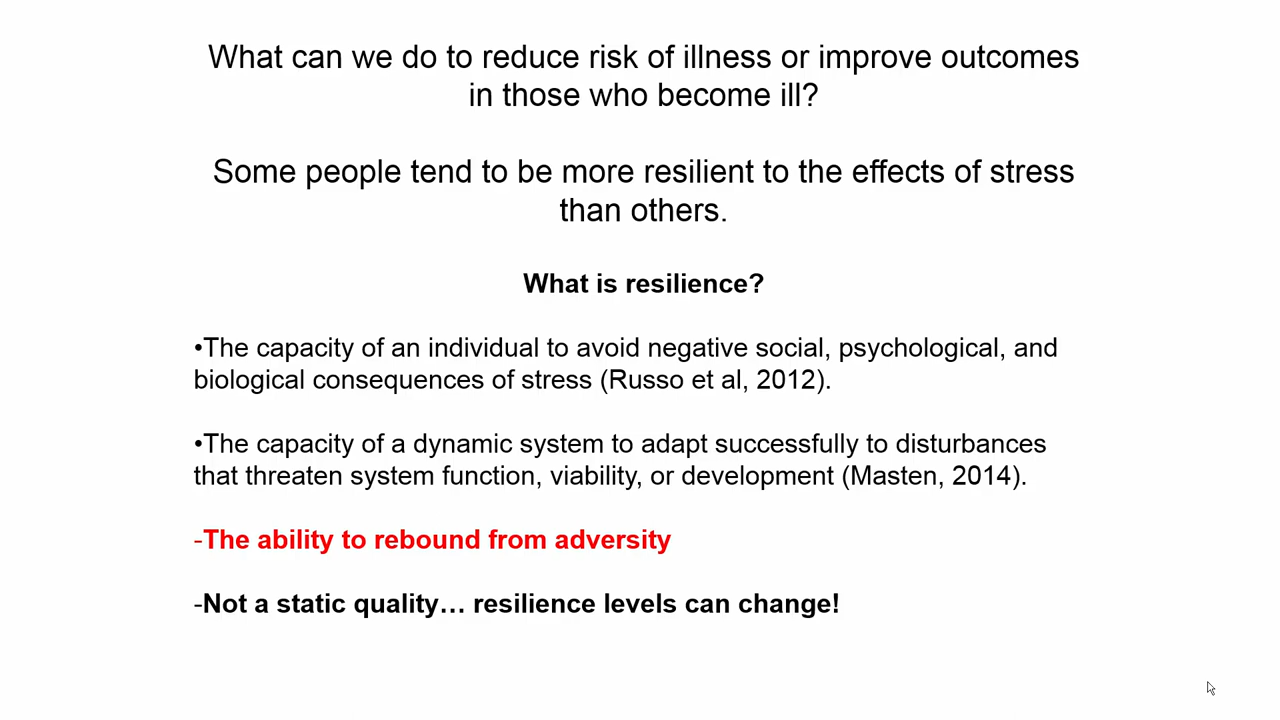 What can we do to reduce risk of illness or improve outcomes
in those who become ill?
Some people tend to be more resilient to the effects of stress
than others.
What is resilience?
•The capacity of an individual to avoid negative social, psychological, and
biological consequences of stress (Russo et al, 2012).
•The capacity of a dynamic system to adapt successfully to disturbances
that threaten system function, viability, or development (Masten, 2014).
-The ability to rebound from adversity
-Not a static quality… resilience levels can change!